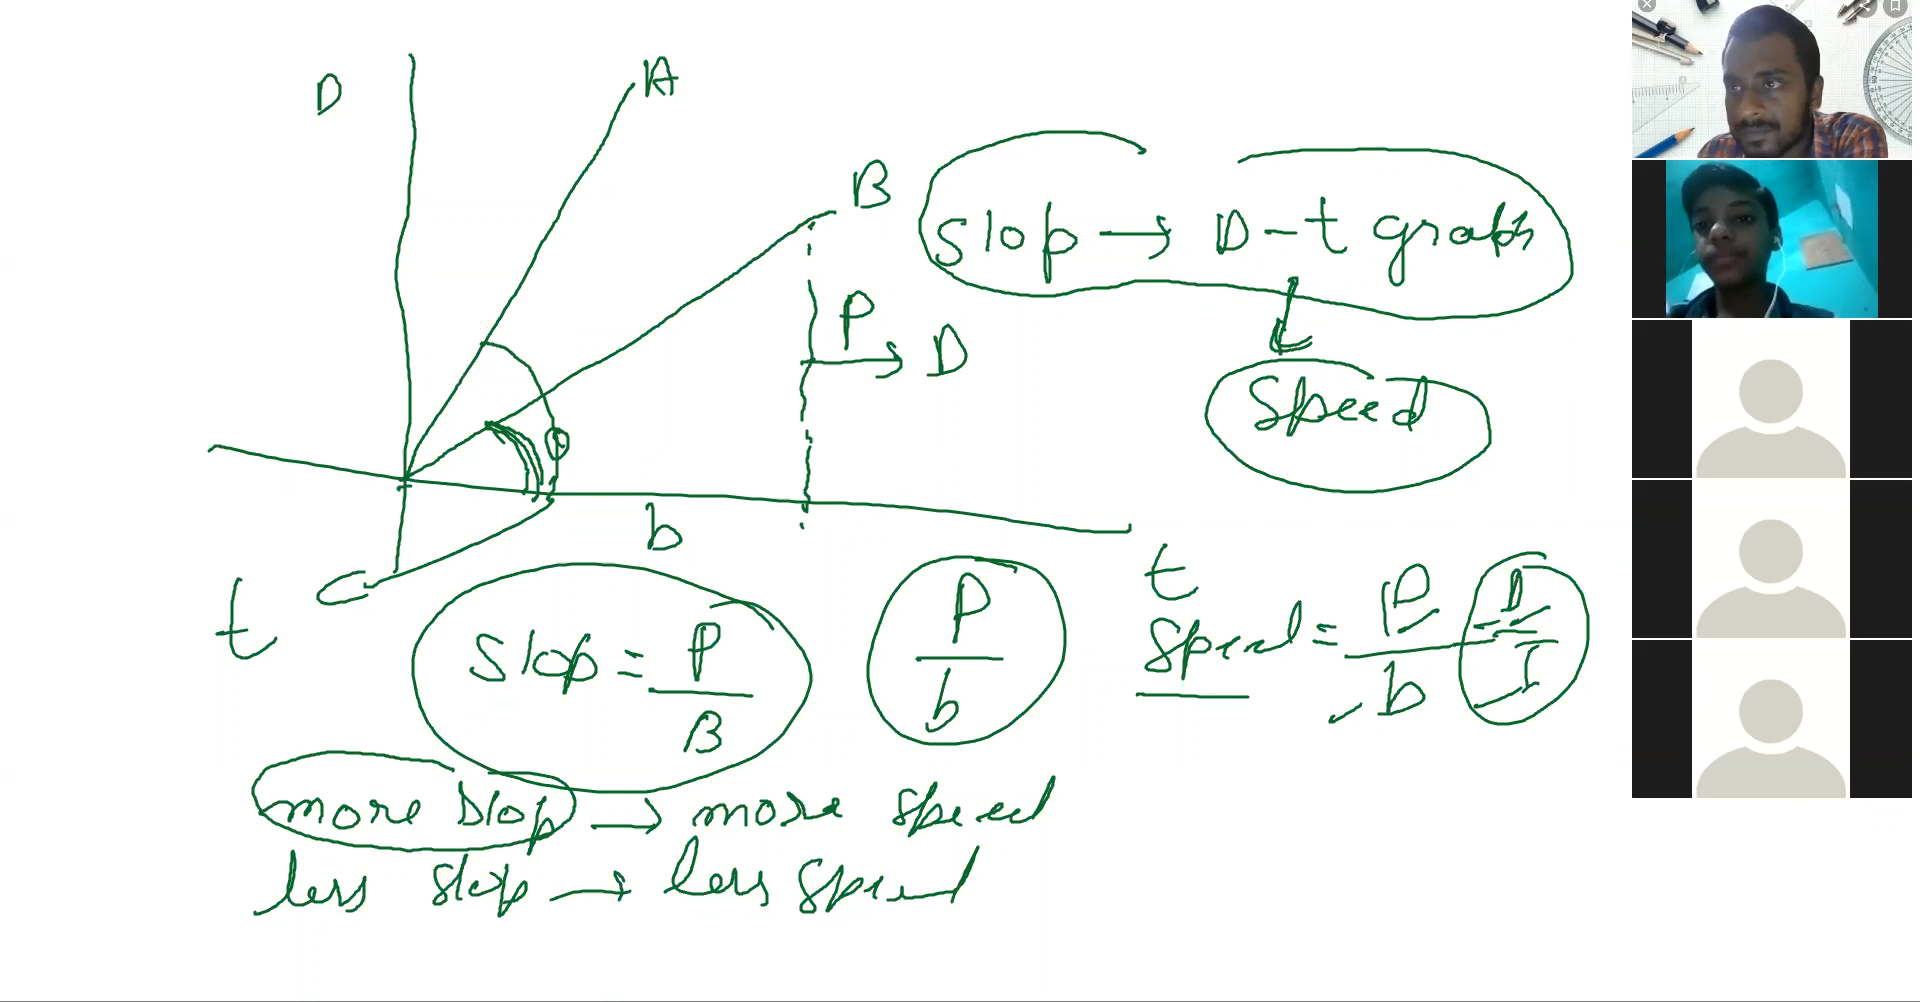 D
A
B
Slop → D-t graph
P
D
Speed
b
t
C
t
Slop = P/B
P/b
Speed = P/b = D/T
more Slop → more speed
less slop → less speed